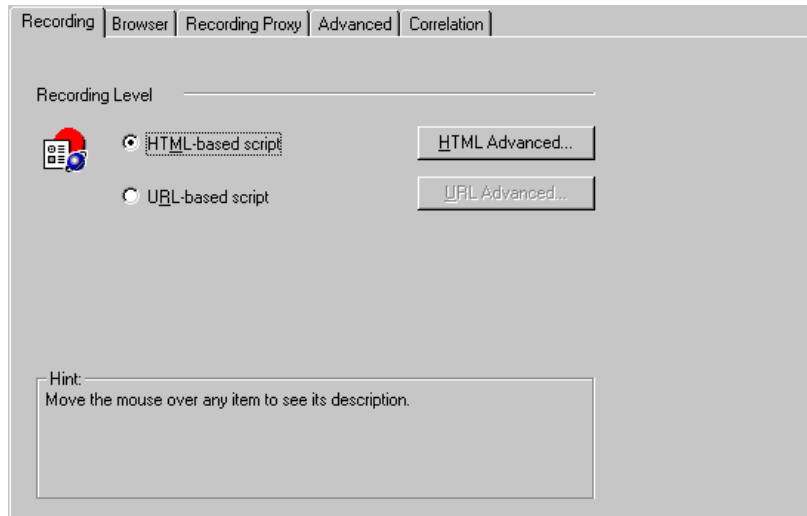 Recording Browser Recording Proxy Advanced Correlation
Recording Level
HTML-based script HTML Advanced...
URL-based script URL Advanced...
Hint:
Move the mouse over any item to see its description.